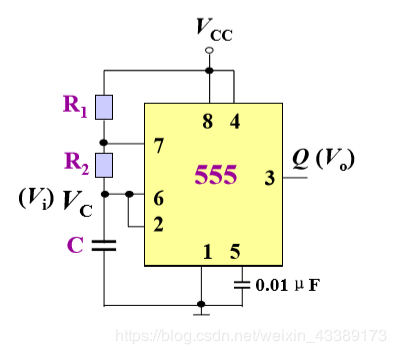 VCC
R1
8 4
7
R2
555
3
Q (Vo)
(Vi) VC
6
2
C
1 5
0.01 μF
https://blog.csdn.net/weixin_43389173